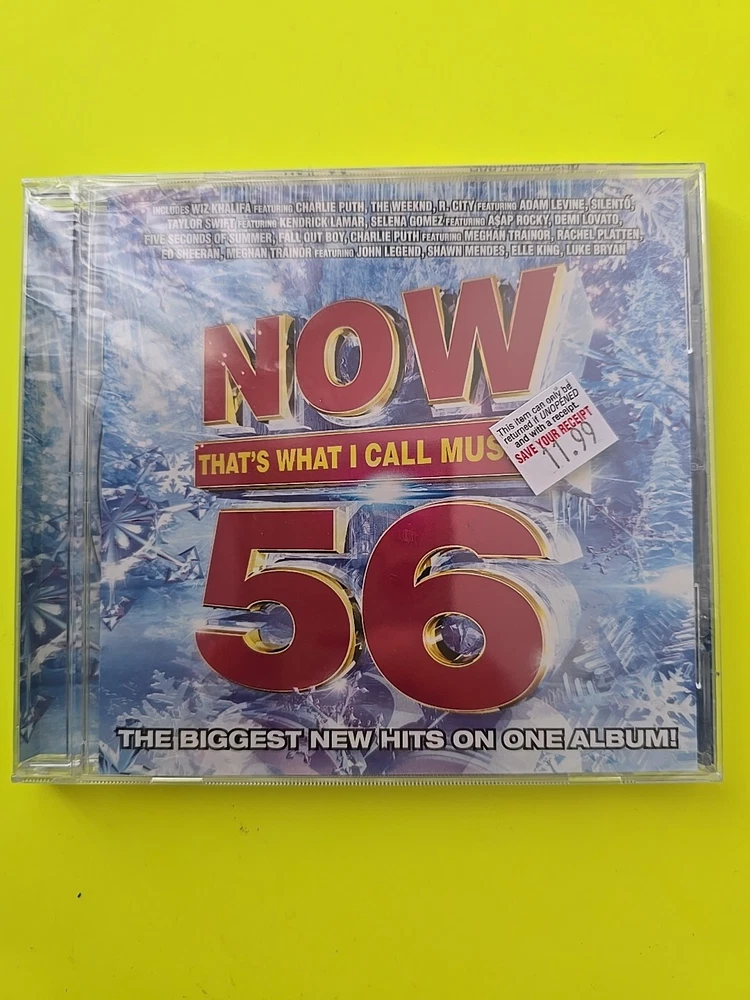 INCLUDES WIZ KHALIFA FEATURING CHARLIE PUTH, THE WEEKND, R. CITY FEATURING ADAM LEVINE, SILENTÓ,
TAYLOR SWIFT FEATURING KENDRICK LAMAR, SELENA GOMEZ FEATURING A$AP ROCKY, DEMI LOVATO,
FIVE SECONDS OF SUMMER, FALL OUT BOY, CHARLIE PUTH FEATURING MEGHAN TRAINOR, RACHEL PLATTEN,
ED SHEERAN, MEGHAN TRAINOR FEATURING JOHN LEGEND, SHAWN MENDES, ELLE KING, LUKE BRYAN
NOW
THAT'S WHAT I CALL MUS
This item can only be
returned if UNOPENED
and with a receipt.
SAVE YOUR RECEIPT
11.99
56
THE BIGGEST NEW HITS ON ONE ALBUM!